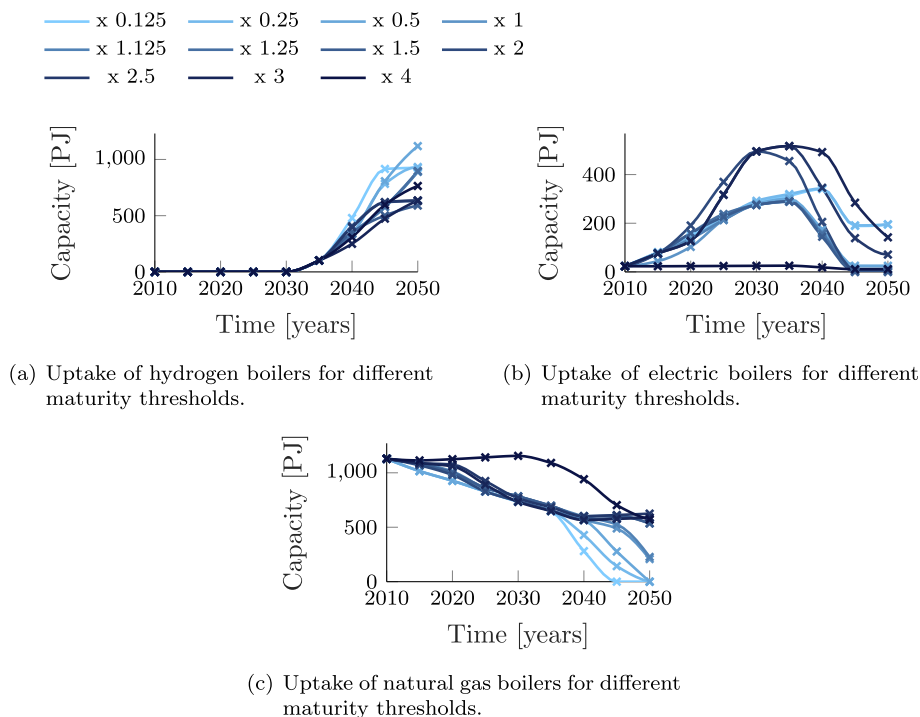 x 0.125 x 0.25 x 0.5 x 1
x 1.125 x 1.25 x 1.5 x 2
x 2.5 x 3 x 4
Capacity [PJ]
1,000
500
0
2010 2020 2030 2040 2050
Time [years]
(a) Uptake of hydrogen boilers for different
maturity thresholds.
Capacity [PJ]
400
200
0
2010 2020 2030 2040 2050
Time [years]
(b) Uptake of electric boilers for different
maturity thresholds.
Capacity [PJ]
1,000
500
0
2010 2020 2030 2040 2050
Time [years]
(c) Uptake of natural gas boilers for different
maturity thresholds.